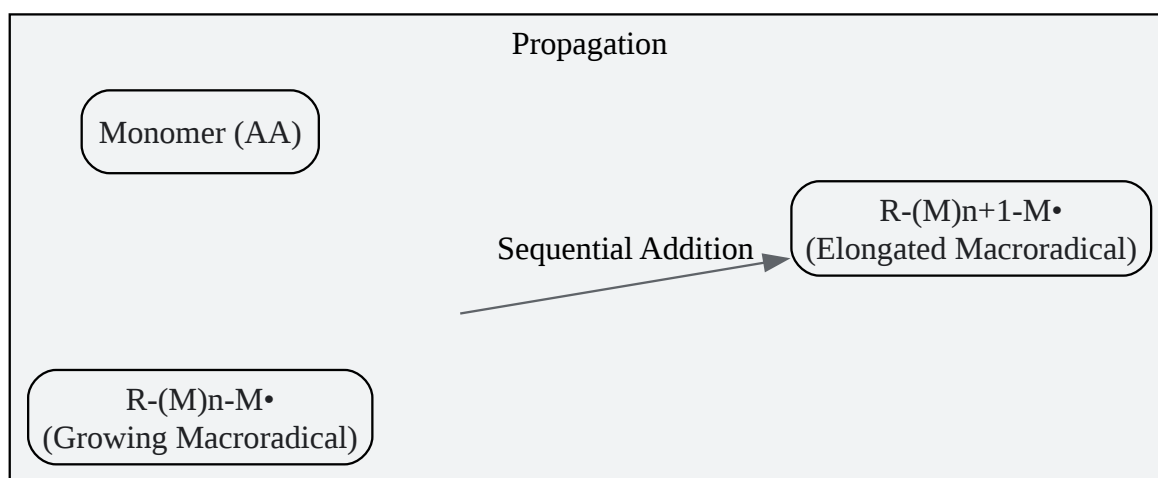 Propagation
Monomer (AA)
R-(M)n+1-M•
(Elongated Macroradical)
Sequential Addition
R-(M)n-M•
(Growing Macroradical)